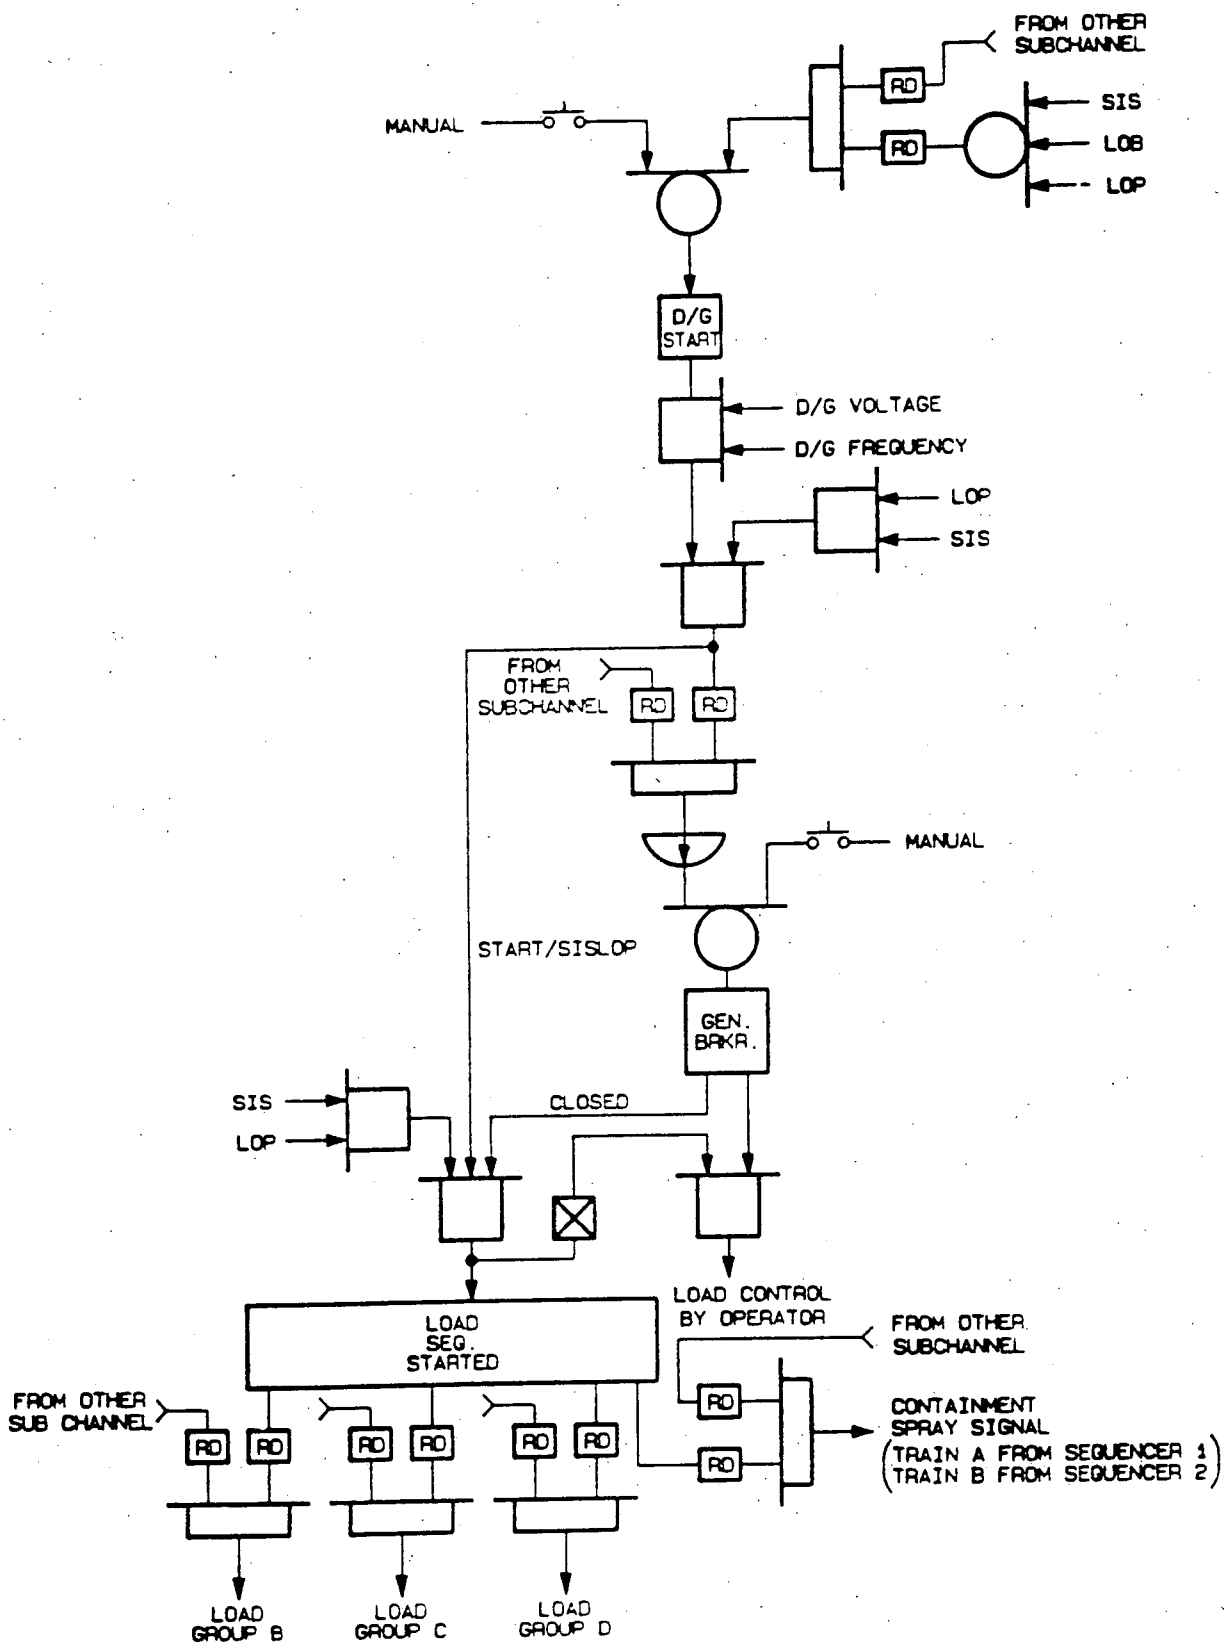 FROM OTHER
SUBCHANNEL
RD
SIS
MANUAL
RD
LOB
LOP
D/G
START
D/G VOLTAGE
D/G FREQUENCY
LOP
SIS
FROM
OTHER
SUBCHANNEL
RD
RD
MANUAL
START/SISLOP
GEN.
BRKR.
SIS
CLOSED
LOP
LOAD CONTROL
BY OPERATOR
LOAD
SEQ.
STARTED
FROM OTHER
SUBCHANNEL
FROM OTHER
SUB CHANNEL
RD
RD
RD
RD
RD
RD
RD
RD
CONTAINMENT
SPRAY SIGNAL
(TRAIN A FROM SEQUENCER 1
TRAIN B FROM SEQUENCER 2)
LOAD
GROUP B
LOAD
GROUP C
LOAD
GROUP D